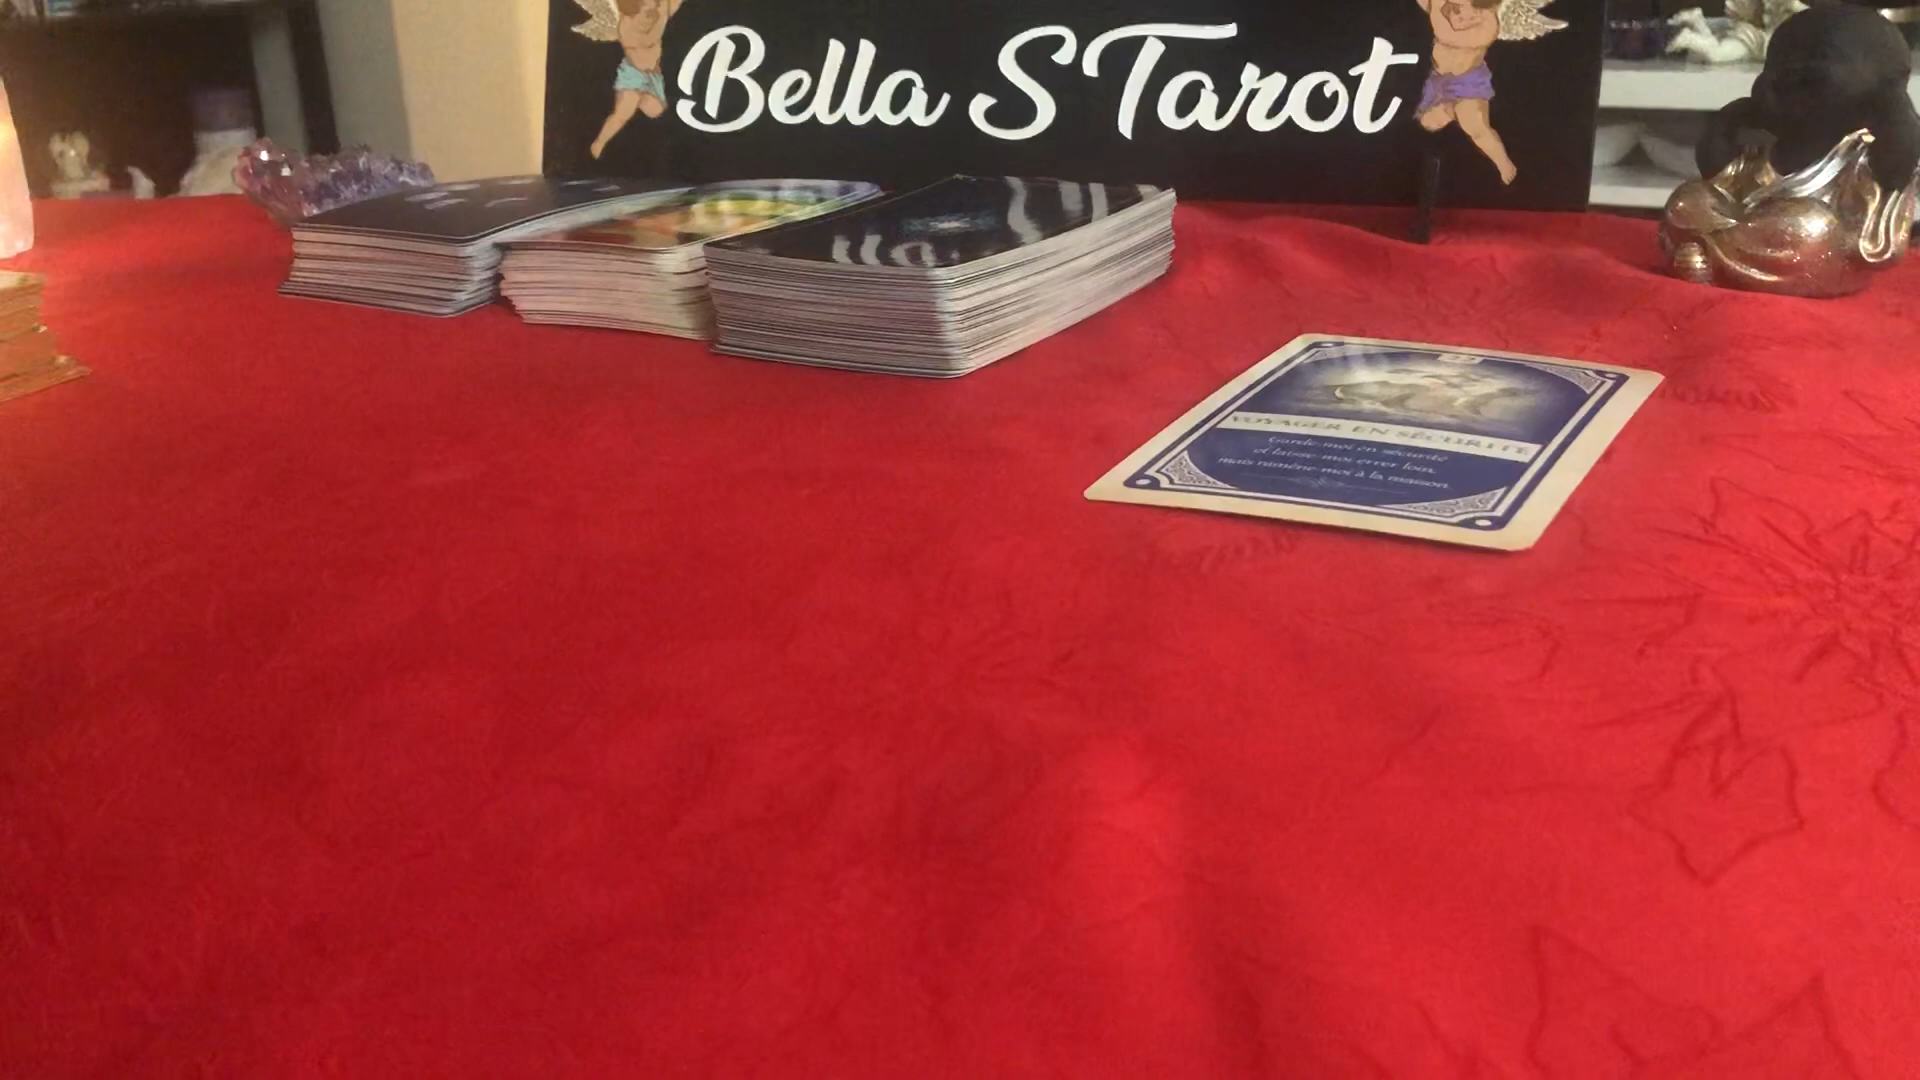 Bella S Tarot
VOYAGER EN SÉCURITÉ
Garde-moi en sécurité
et laisse-moi errer loin,
mais ramène-moi à la maison.